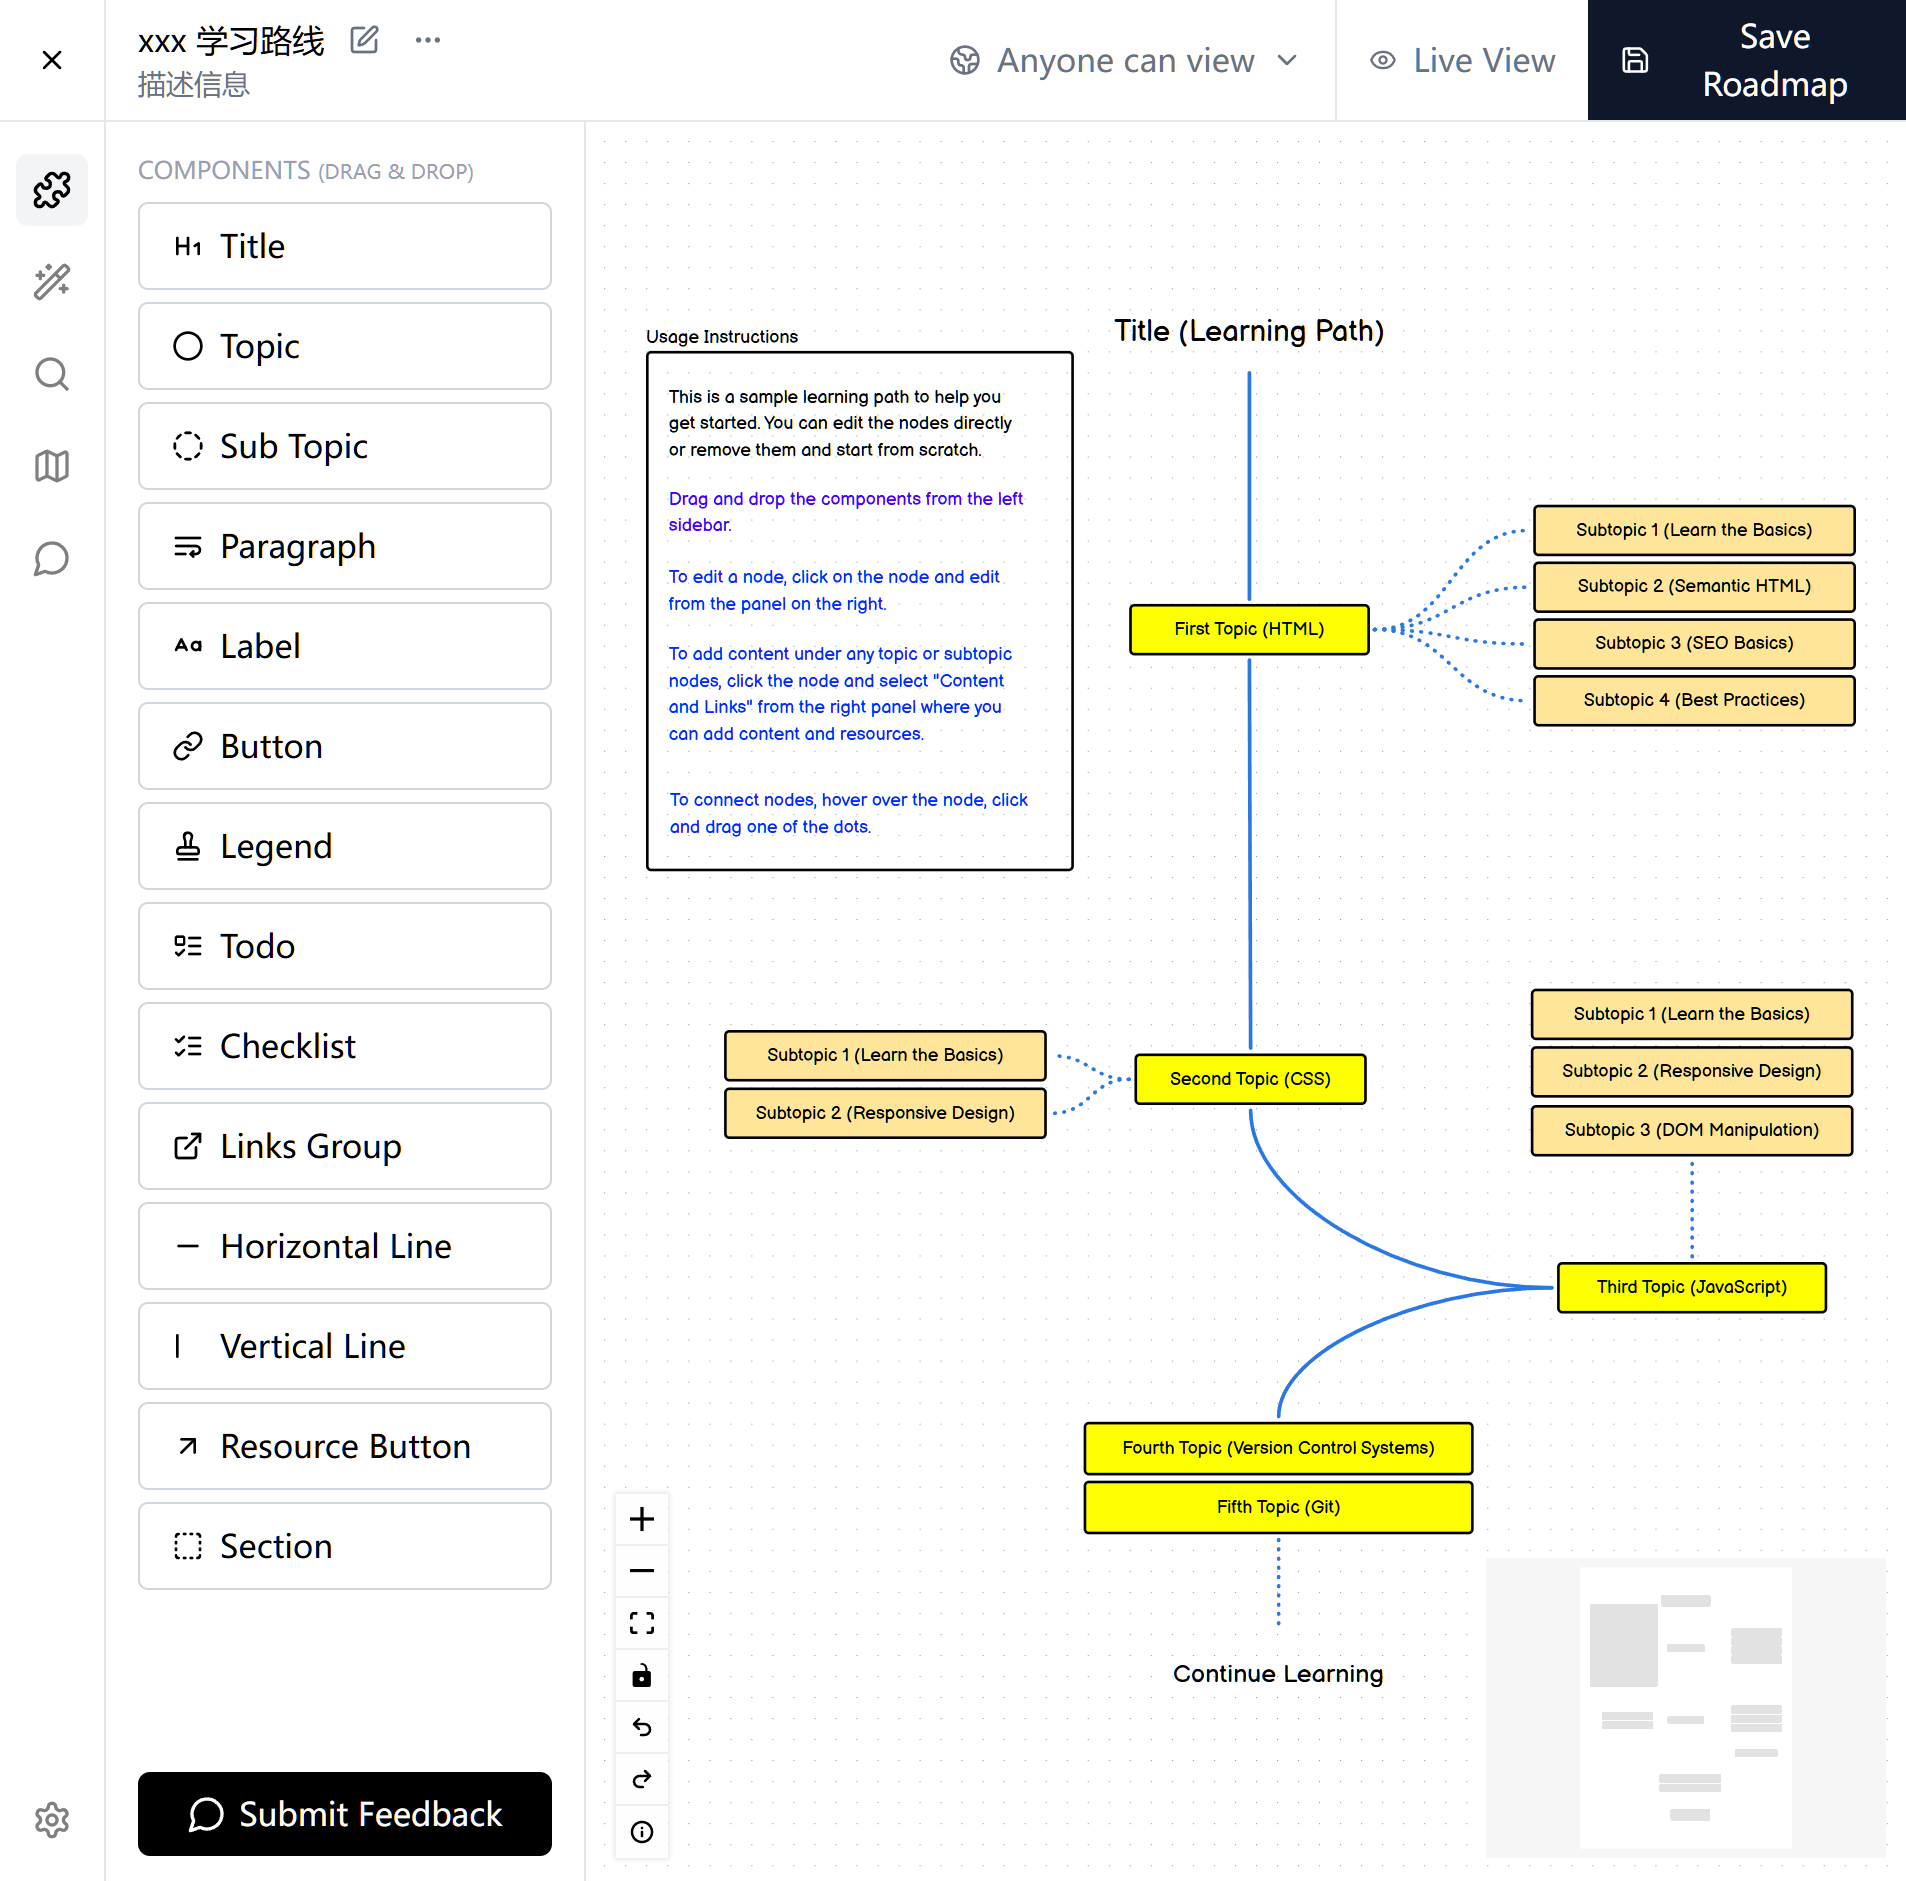 xxx 学习路线
描述信息
Anyone can view
Live View
Save
Roadmap
COMPONENTS (DRAG & DROP)
H1 Title
Topic
Sub Topic
Paragraph
Aa Label
Button
Legend
Todo
Checklist
Links Group
Horizontal Line
Vertical Line
Resource Button
Section
Submit Feedback
Usage Instructions
This is a sample learning path to help you
get started. You can edit the nodes directly
or remove them and start from scratch.
Drag and drop the components from the left
sidebar.
To edit a node, click on the node and edit
from the panel on the right.
To add content under any topic or subtopic
nodes, click the node and select "Content
and Links" from the right panel where you
can add content and resources.
To connect nodes, hover over the node, click
and drag one of the dots.
Title (Learning Path)
First Topic (HTML)
Subtopic 1 (Learn the Basics)
Subtopic 2 (Semantic HTML)
Subtopic 3 (SEO Basics)
Subtopic 4 (Best Practices)
Subtopic 1 (Learn the Basics)
Subtopic 2 (Responsive Design)
Second Topic (CSS)
Subtopic 1 (Learn the Basics)
Subtopic 2 (Responsive Design)
Subtopic 3 (DOM Manipulation)
Third Topic (JavaScript)
Fourth Topic (Version Control Systems)
Fifth Topic (Git)
Continue Learning